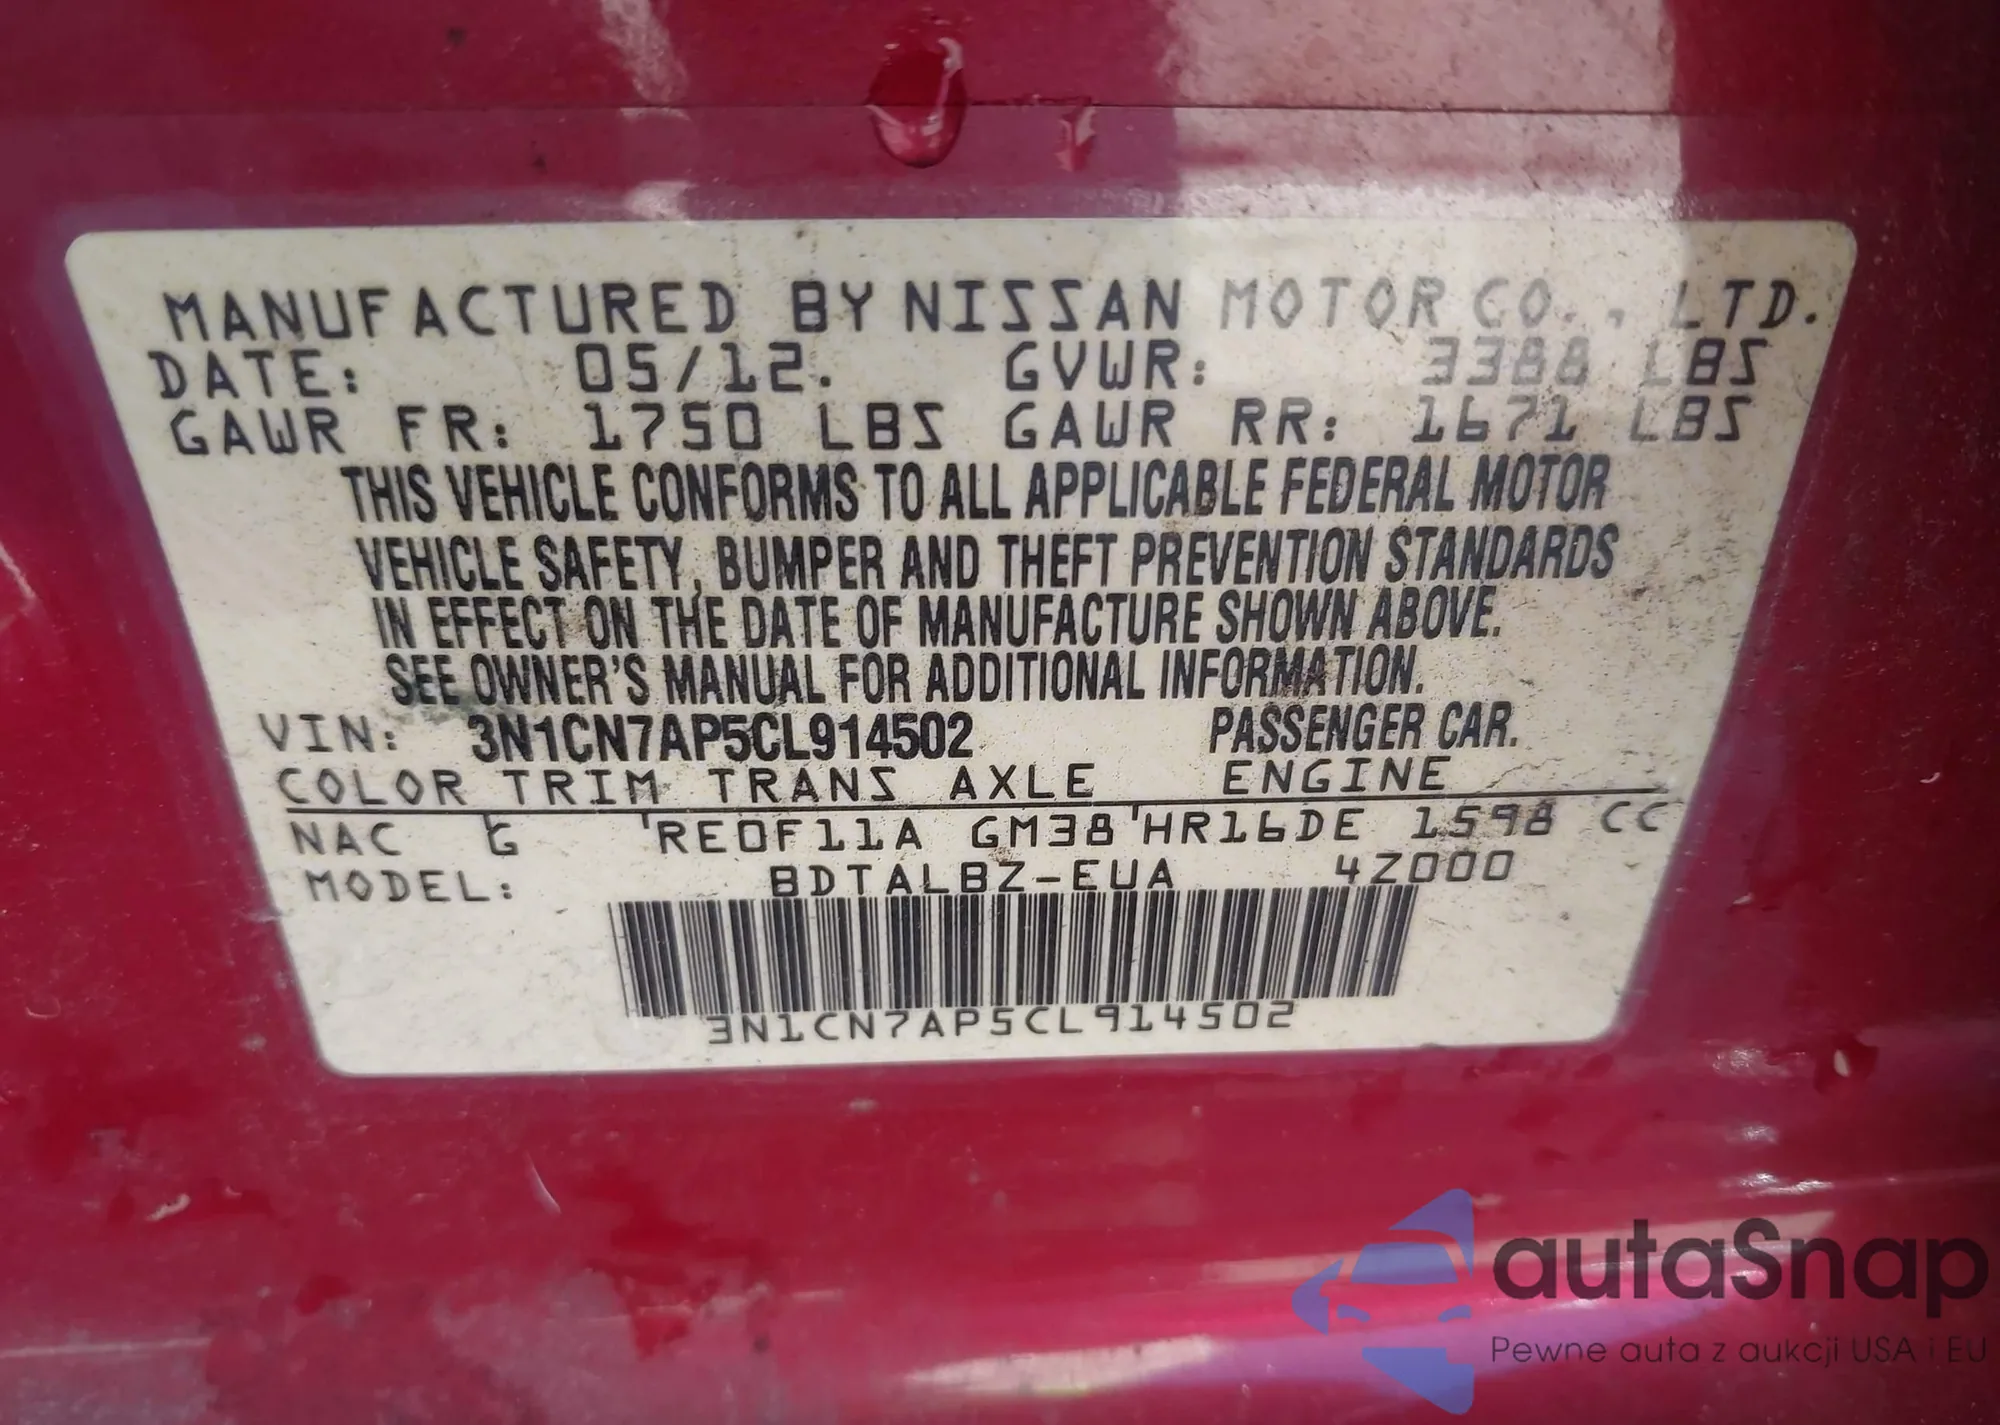 MANUFACTURED BY NISSAN MOTOR CO., LTD.
DATE: 05/12. GVWR: 3388 LBS
GAWR FR: 1750 LBS GAWR RR: 1671 LBS
THIS VEHICLE CONFORMS TO ALL APPLICABLE FEDERAL MOTOR
VEHICLE SAFETY, BUMPER AND THEFT PREVENTION STANDARDS
IN EFFECT ON THE DATE OF MANUFACTURE SHOWN ABOVE.
SEE OWNER'S MANUAL FOR ADDITIONAL INFORMATION.
VIN: 3N1CN7AP5CL914502 PASSENGER CAR.
COLOR TRIM TRANS AXLE ENGINE
NAC G RE0F11A GM38 HR16DE 1598 CC
MODEL: BDTALBZ-EUA 4Z000
3N1CN7AP5CL914502
autaSnap
Pewne auta z aukcji USA i EU